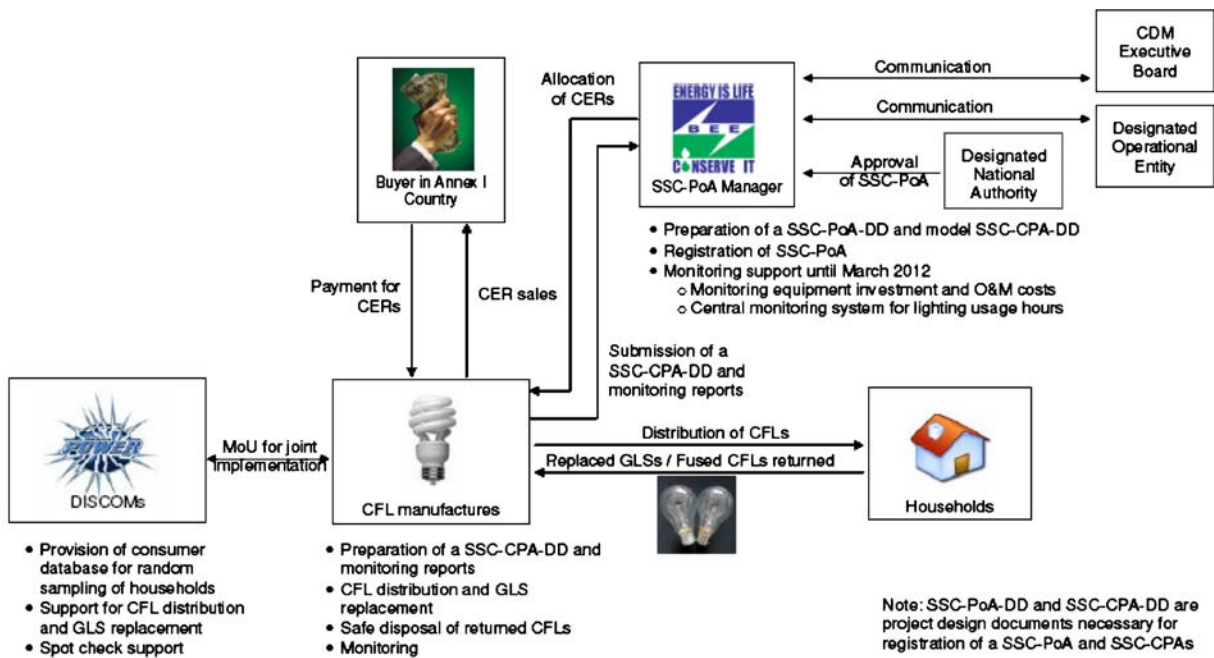 CDM
Executive
Board
Communication
Allocation
of CERs
ENERGY IS LIFE
BEE
CONSERVE IT
SSC-PoA Manager
Communication
Designated
Operational
Entity
Approval
of SSC-PoA
Designated
National
Authority
Buyer in Annex I
Country
• Preparation of a SSC-PoA-DD and model SSC-CPA-DD
• Registration of SSC-PoA
• Monitoring support until March 2012
o Monitoring equipment investment and O&M costs
o Central monitoring system for lighting usage hours
Payment for
CERs
CER sales
Submission of a
SSC-CPA-DD and
monitoring reports
POWER
DISCOMs
MoU for joint
implementation
CFL manufactures
Distribution of CFLs
Replaced GLSs / Fused CFLs returned
Households
• Provision of consumer
database for random
sampling of households
• Support for CFL distribution
and GLS replacement
• Spot check support
• Preparation of a SSC-CPA-DD and
monitoring reports
• CFL distribution and GLS
replacement
• Safe disposal of returned CFLs
• Monitoring
Note: SSC-PoA-DD and SSC-CPA-DD are
project design documents necessary for
registration of a SSC-PoA and SSC-CPAs